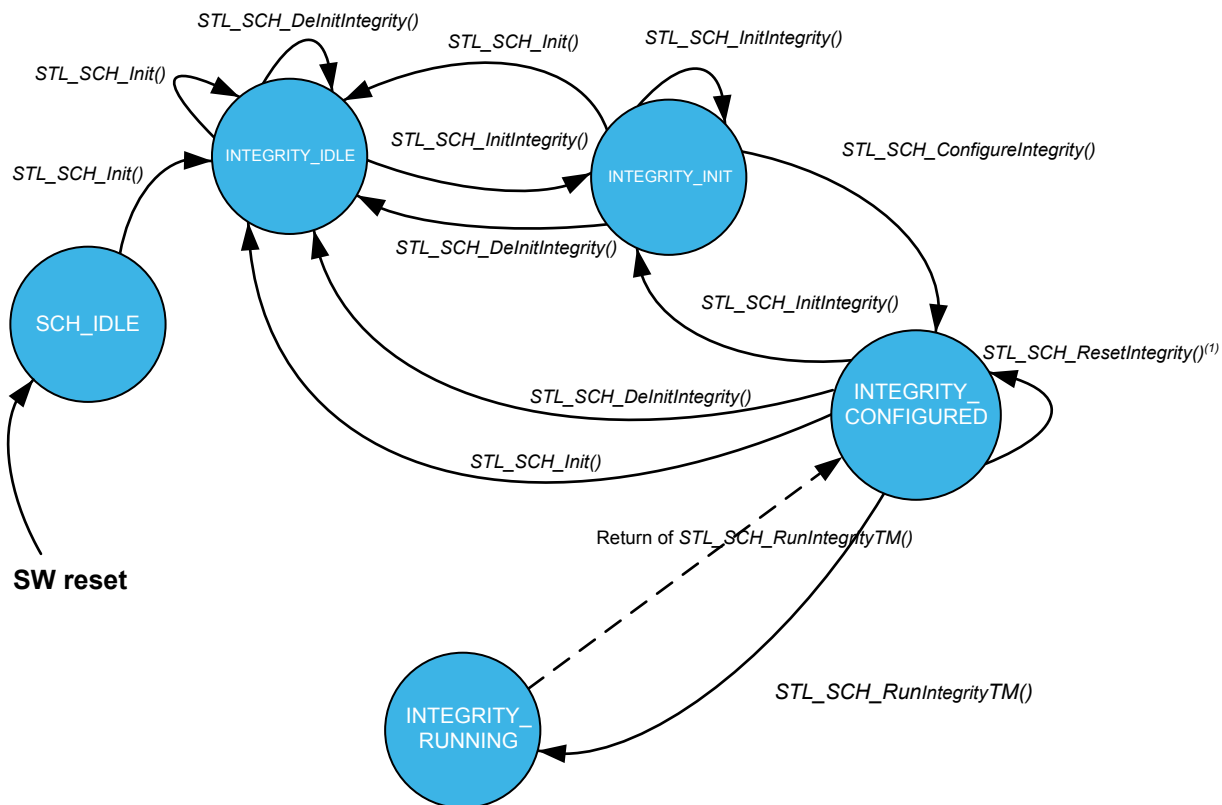 STL_SCH_DeInitIntegrity()
STL_SCH_Init()
STL_SCH_InitIntegrity()
STL_SCH_Init()
STL_SCH_InitIntegrity()
STL_SCH_ConfigureIntegrity()
INTEGRITY_IDLE
INTEGRITY_INIT
STL_SCH_Init()
STL_SCH_DeInitIntegrity()
STL_SCH_InitIntegrity()
SCH_IDLE
STL_SCH_ResetIntegrity()(1)
STL_SCH_DeInitIntegrity()
INTEGRITY_
CONFIGURED
STL_SCH_Init()
Return of STL_SCH_RunIntegrityTM()
SW reset
STL_SCH_RunIntegrityTM()
INTEGRITY_
RUNNING